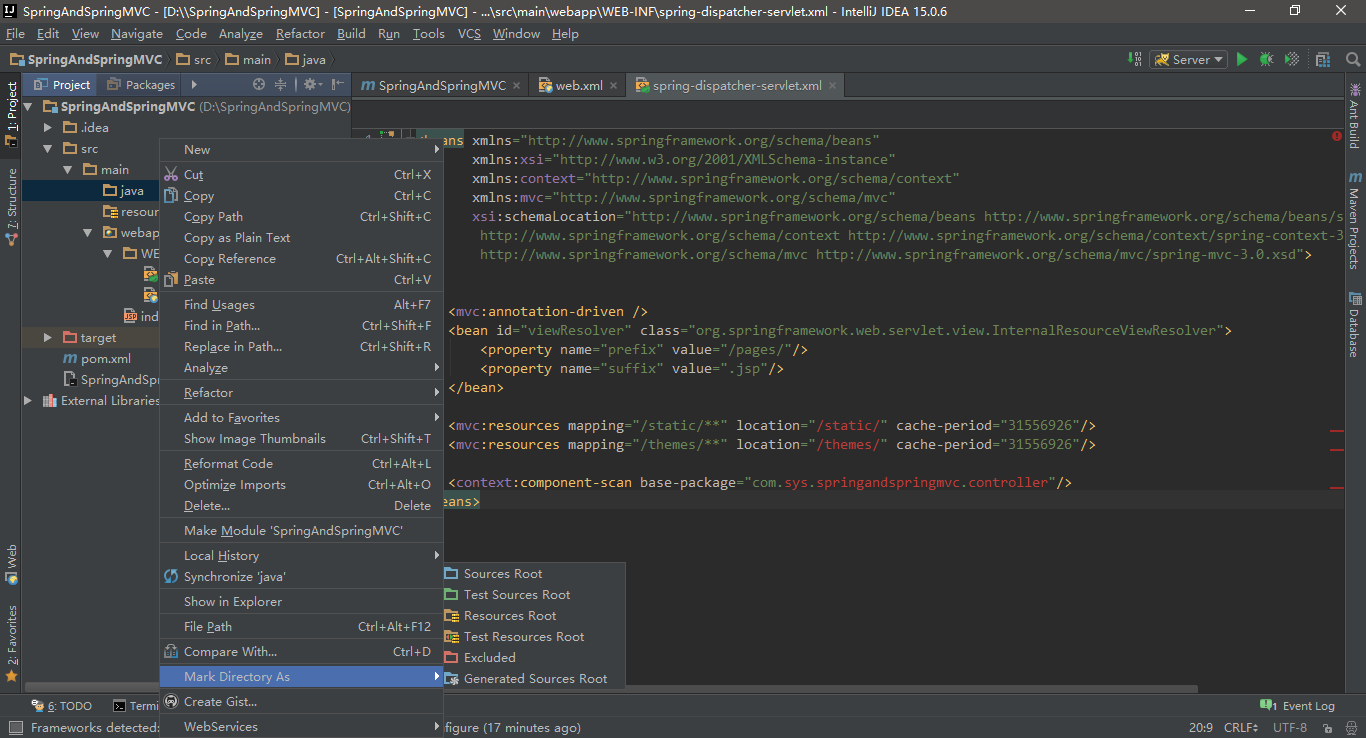 SpringAndSpringMVC - [D:\\SpringAndSpringMVC] - [SpringAndSpringMVC] - ...\src\main\webapp\WEB-INF\spring-dispatcher-servlet.xml - IntelliJ IDEA 15.0.6
File Edit View Navigate Code Analyze Refactor Build Run Tools VCS Window Help
SpringAndSpringMVC src main java
Server
1: Project
7: Structure
Web
2: Favorites
Project Packages
SpringAndSpringMVC (D:\SpringAndSpringMVC)
.idea
src
main
java
resour
webap
WE
ind
target
pom.xml
SpringAndSp
External Libraries
New
Cut Ctrl+X
Copy Ctrl+C
Copy Path Ctrl+Shift+C
Copy as Plain Text
Copy Reference Ctrl+Alt+Shift+C
Paste Ctrl+V
Find Usages Alt+F7
Find in Path... Ctrl+Shift+F
Replace in Path... Ctrl+Shift+R
Analyze
Refactor
Add to Favorites
Show Image Thumbnails Ctrl+Shift+T
Reformat Code Ctrl+Alt+L
Optimize Imports Ctrl+Alt+O
Delete... Delete
Make Module 'SpringAndSpringMVC'
Local History
Synchronize 'java'
Show in Explorer
File Path Ctrl+Alt+F12
Compare With... Ctrl+D
Mark Directory As
Create Gist...
WebServices
Sources Root
Test Sources Root
Resources Root
Test Resources Root
Excluded
Generated Sources Root
SpringAndSpringMVC web.xml spring-dispatcher-servlet.xml
ans xmlns="http://www.springframework.org/schema/beans"
xmlns:xsi="http://www.w3.org/2001/XMLSchema-instance"
xmlns:context="http://www.springframework.org/schema/context"
xmlns:mvc="http://www.springframework.org/schema/mvc"
xsi:schemaLocation="http://www.springframework.org/schema/beans http://www.springframework.org/schema/beans/s
http://www.springframework.org/schema/context http://www.springframework.org/schema/context/spring-context-3
http://www.springframework.org/schema/mvc http://www.springframework.org/schema/mvc/spring-mvc-3.0.xsd">
<mvc:annotation-driven />
<bean id="viewResolver" class="org.springframework.web.servlet.view.InternalResourceViewResolver">
<property name="prefix" value="/pages/"/>
<property name="suffix" value=".jsp"/>
</bean>
<mvc:resources mapping="/static/**" location="/static/" cache-period="31556926"/>
<mvc:resources mapping="/themes/**" location="/themes/" cache-period="31556926"/>
<context:component-scan base-package="com.sys.springandspringmvc.controller"/>
eans>
Ant Build
Maven Projects
Database
6: TODO Termi
1 Event Log
Frameworks detected: figure (17 minutes ago)
20:9 CRLF UTF-8